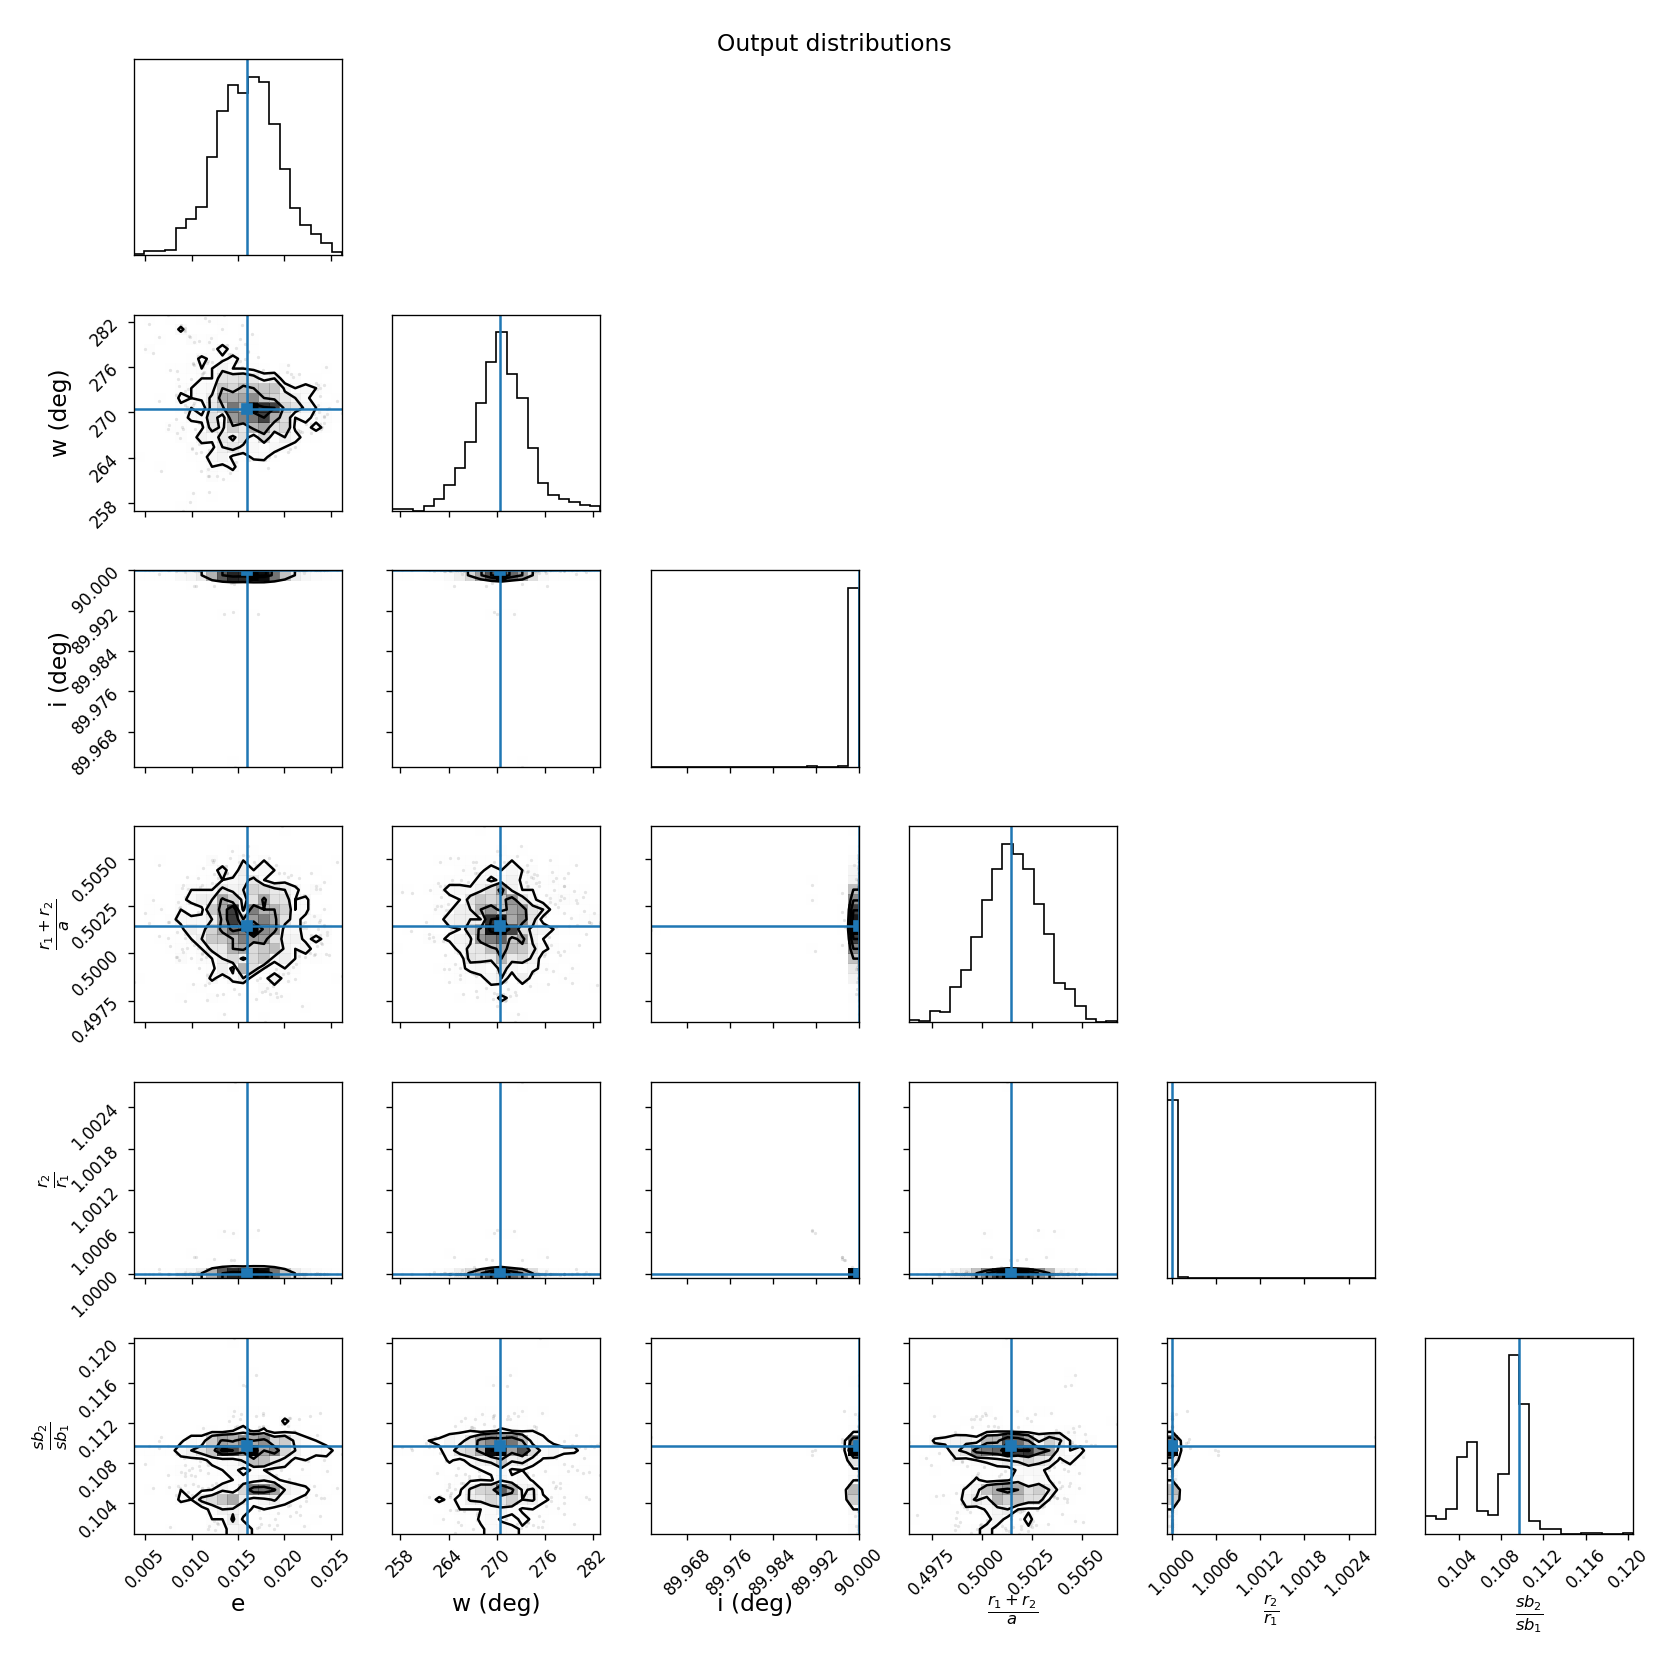 Output distributions
282
276
270
264
258
w (deg)
90.000
89.992
89.984
89.976
89.968
i (deg)
0.5050
0.5025
0.5000
0.4975
r₁ + r₂
a
1.0024
1.0018
1.0012
1.0006
1.0000
r₂
r₁
0.120
0.116
0.112
0.108
0.104
sb₂
sb₁
0.005 0.010 0.015 0.020 0.025
e
258 264 270 276 282
w (deg)
89.968 89.976 89.984 89.992 90.000
i (deg)
0.4975 0.5000 0.5025 0.5050
r₁ + r₂
a
1.0000 1.0006 1.0012 1.0018 1.0024
r₂
r₁
0.104 0.108 0.112 0.116 0.120
sb₂
sb₁